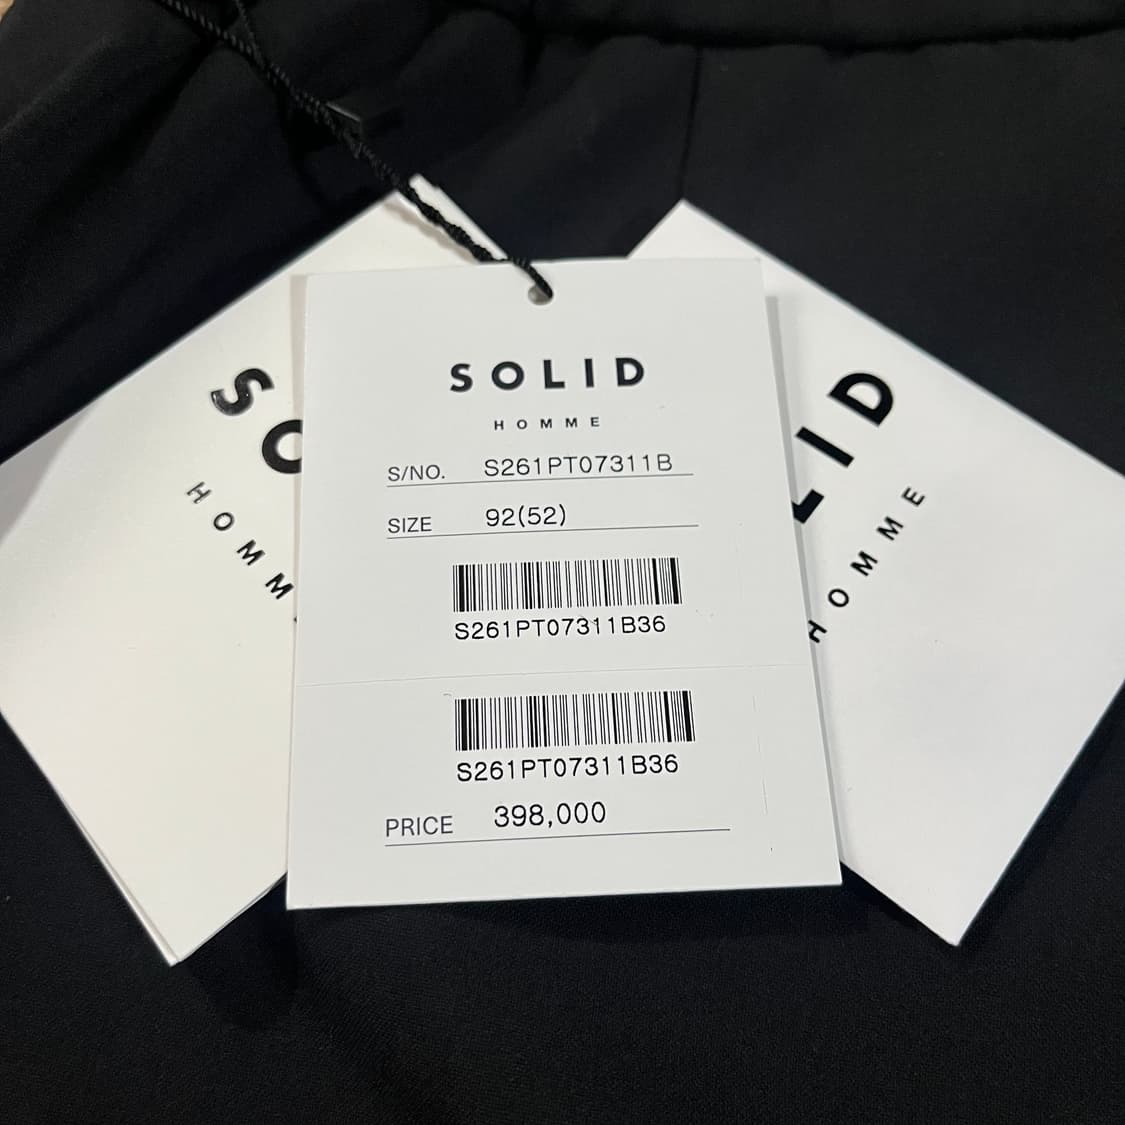 SOLID
HOMME
S/NO. S261PT07311B
SIZE 92(52)
S261PT07311B36
S261PT07311B36
PRICE 398,000
SO
HOMM
LID
HOMME